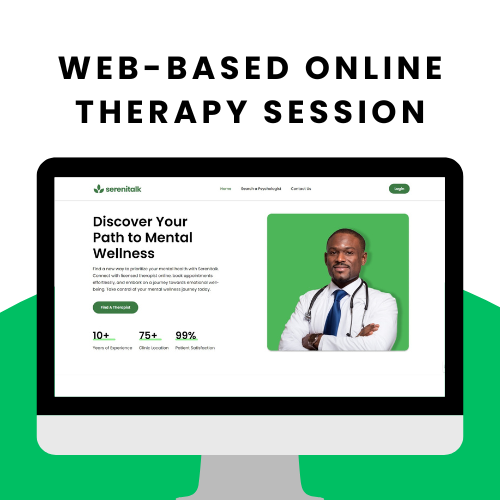 WEB-BASED ONLINE
THERAPY SESSION
serenitalk
Home
Search a Psychologist
Contact Us
Login
Discover Your
Path to Mental
Wellness
Find a new way to prioritize your mental health with Serenitalk.
Connect with licensed therapist online, book appointments
effortlessly, and embark on a journey towards emotional well-
being. Take control of your mental wellness journey today.
Find A Therapist
10+ 75+ 99%
Years of Experience Clinic Location Patient Satisfaction